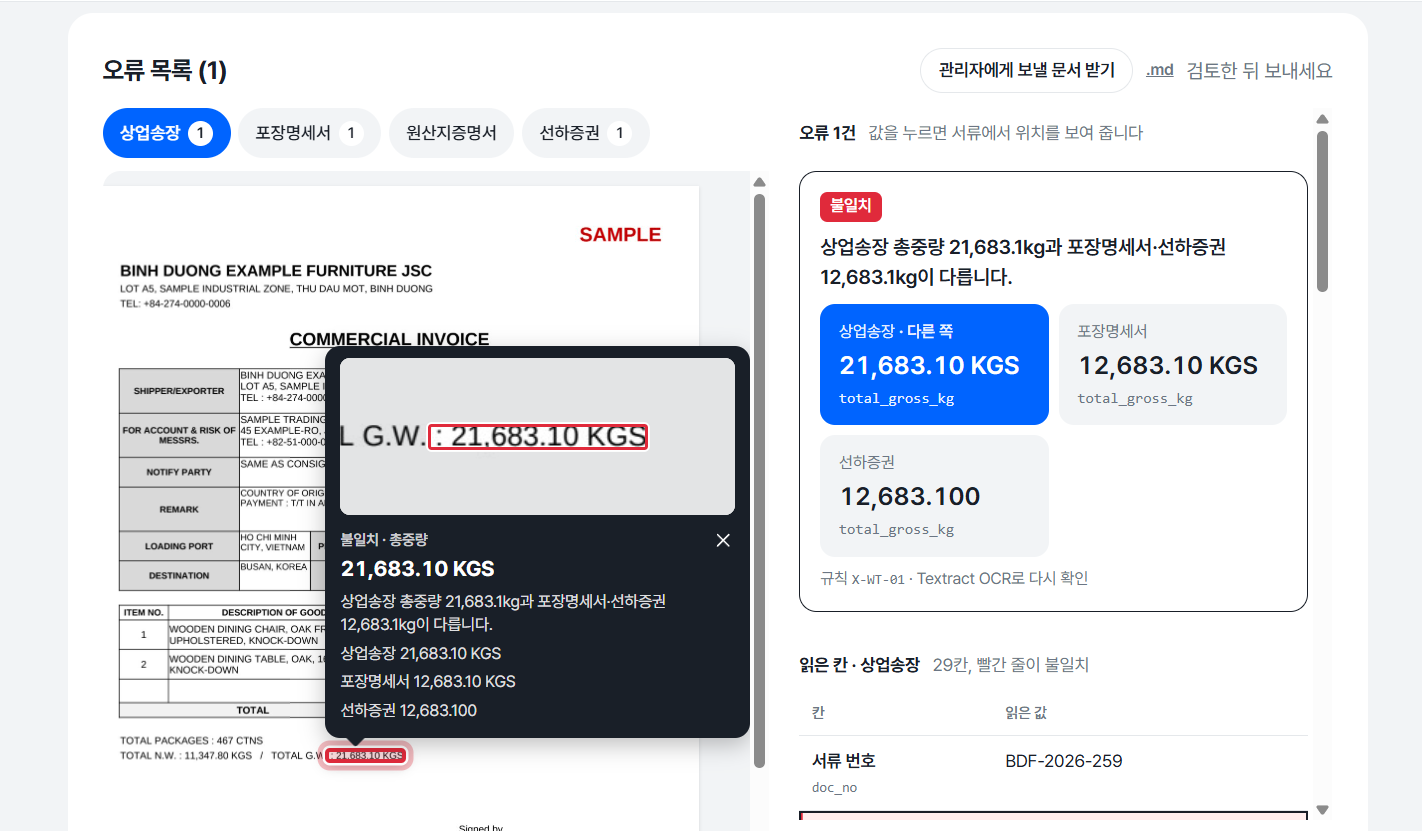 오류 목록 (1)
관리자에게 보낼 문서 받기
.md
검토한 뒤 보내세요
상업송장 1
포장명세서 1
원산지증명서
선하증권 1
SAMPLE
BINH DUONG EXAMPLE FURNITURE JSC
LOT A5, SAMPLE INDUSTRIAL ZONE, THU DAU MOT, BINH DUONG
TEL: +84-274-0000-0006
COMMERCIAL INVOICE
SHIPPER/EXPORTER
BINH DUONG EXA
LOT A5, SAMPLE I
TEL : +84-274-000
FOR ACCOUNT & RISK OF
MESSRS.
SAMPLE TRADING
45 EXAMPLE-RO,
TEL : +82-51-000-0
NOTIFY PARTY
SAME AS CONSIG
REMARK
COUNTRY OF ORIG
PAYMENT : T/T IN A
LOADING PORT
HO CHI MINH
CITY, VIETNAM
P
DESTINATION
BUSAN, KOREA
ITEM NO.
DESCRIPTION OF GOOD
1
WOODEN DINING CHAIR, OAK FR
UPHOLSTERED, KNOCK-DOWN
2
WOODEN DINING TABLE, OAK, 16
KNOCK-DOWN
TOTAL
TOTAL PACKAGES : 467 CTNS
TOTAL N.W. : 11,347.80 KGS / TOTAL G.W : 21,683.10 KGS
Signed by
L G.W. : 21,683.10 KGS
불일치 · 총중량
21,683.10 KGS
상업송장 총중량 21,683.1kg과 포장명세서·선하증권
12,683.1kg이 다릅니다.
상업송장 21,683.10 KGS
포장명세서 12,683.10 KGS
선하증권 12,683.100
오류 1건 값을 누르면 서류에서 위치를 보여 줍니다
불일치
상업송장 총중량 21,683.1kg과 포장명세서·선하증권
12,683.1kg이 다릅니다.
상업송장 · 다른 쪽
21,683.10 KGS
total_gross_kg
포장명세서
12,683.10 KGS
total_gross_kg
선하증권
12,683.100
total_gross_kg
규칙 X-WT-01 · Textract OCR로 다시 확인
읽은 칸 · 상업송장 29칸, 빨간 줄이 불일치
칸 읽은 값
서류 번호 BDF-2026-259
doc_no